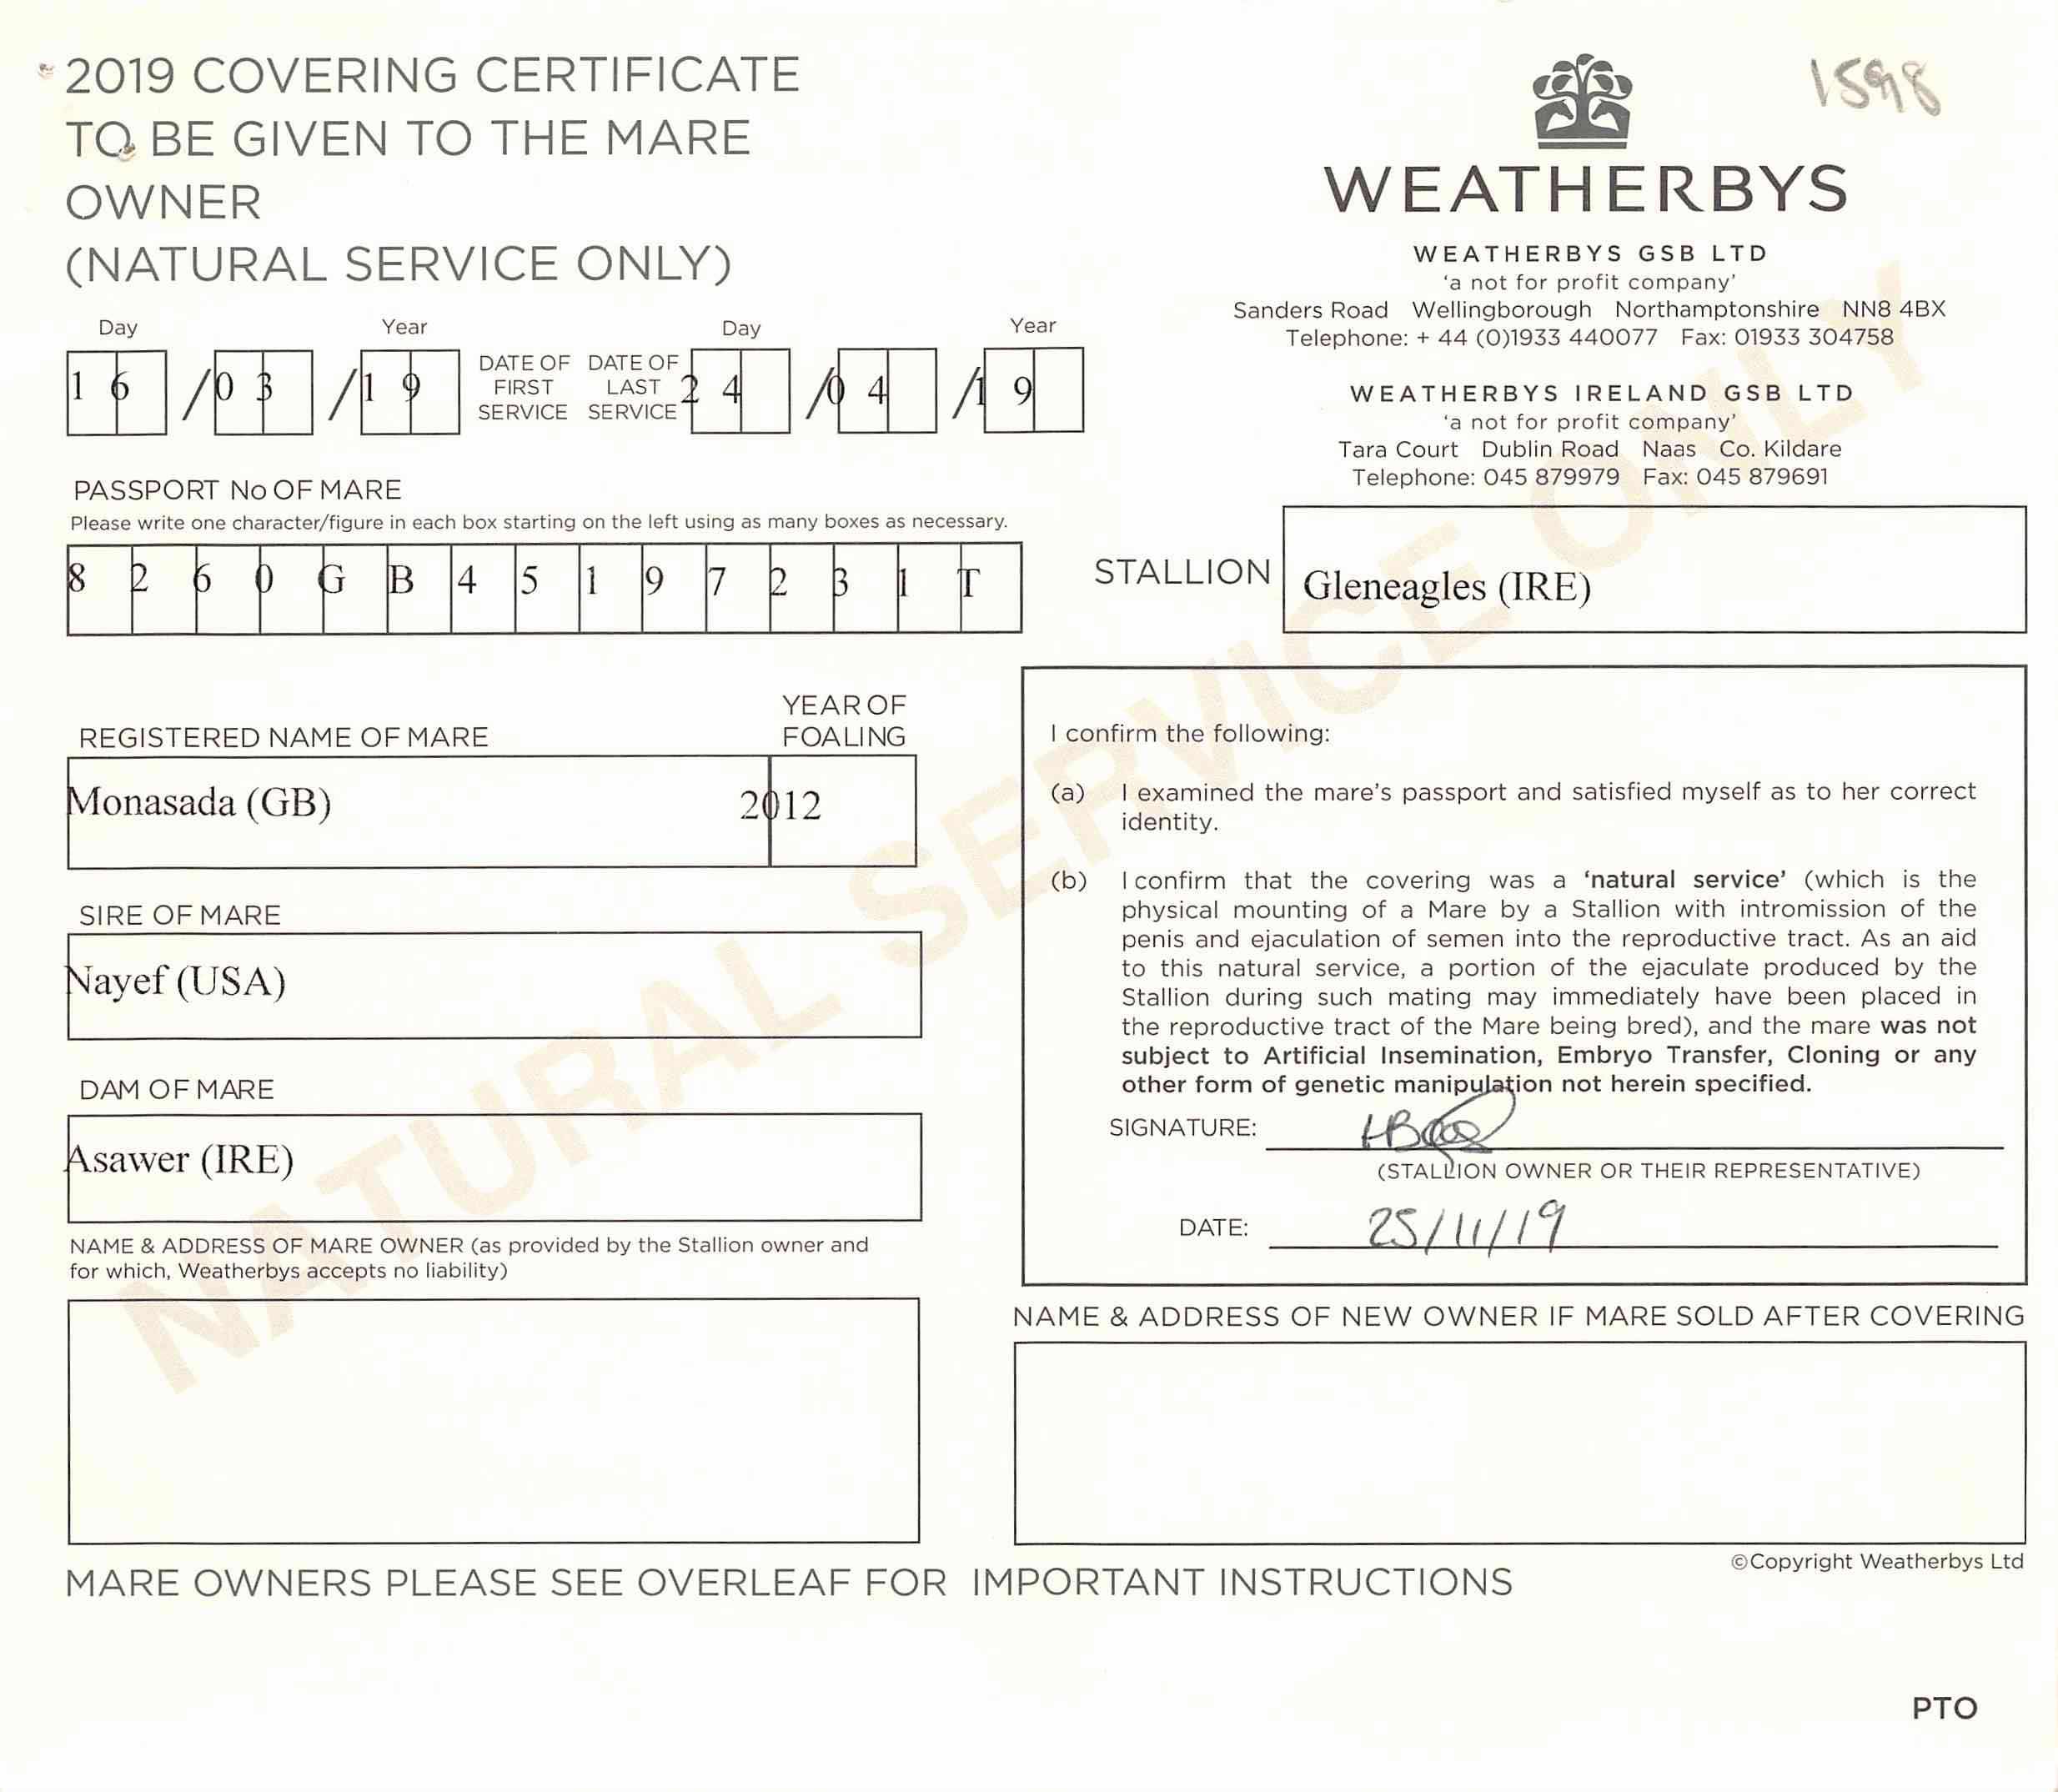 2019 COVERING CERTIFICATE
TO BE GIVEN TO THE MARE
OWNER
(NATURAL SERVICE ONLY)
1598
WEATHERBYS
WEATHERBYS GSB LTD
'a not for profit company'
Sanders Road Wellingborough Northamptonshire NN8 4BX
Telephone: + 44 (0)1933 440077 Fax: 01933 304758
WEATHERBYS IRELAND GSB LTD
'a not for profit company'
Tara Court Dublin Road Naas Co. Kildare
Telephone: 045 879979 Fax: 045 879691
Day Year
16/03/19
DATE OF FIRST SERVICE
DATE OF LAST SERVICE
Day Year
24/04/19
PASSPORT No OF MARE
Please write one character/figure in each box starting on the left using as many boxes as necessary.
8 2 6 0 G B 4 5 1 9 7 2 3 1 T
STALLION
Gleneagles (IRE)
REGISTERED NAME OF MARE
YEAR OF
FOALING
Monasada (GB) 2012
SIRE OF MARE
Nayef (USA)
DAM OF MARE
Asawer (IRE)
NAME & ADDRESS OF MARE OWNER (as provided by the Stallion owner and
for which, Weatherbys accepts no liability)
I confirm the following:
(a) I examined the mare's passport and satisfied myself as to her correct
identity.
(b) I confirm that the covering was a 'natural service' (which is the
physical mounting of a Mare by a Stallion with intromission of the
penis and ejaculation of semen into the reproductive tract. As an aid
to this natural service, a portion of the ejaculate produced by the
Stallion during such mating may immediately have been placed in
the reproductive tract of the Mare being bred), and the mare was not
subject to Artificial Insemination, Embryo Transfer, Cloning or any
other form of genetic manipulation not herein specified.
SIGNATURE:
(STALLION OWNER OR THEIR REPRESENTATIVE)
DATE: 25/11/19
NAME & ADDRESS OF NEW OWNER IF MARE SOLD AFTER COVERING
©Copyright Weatherbys Ltd
MARE OWNERS PLEASE SEE OVERLEAF FOR IMPORTANT INSTRUCTIONS
PTO
NATURAL SERVICE ONLY